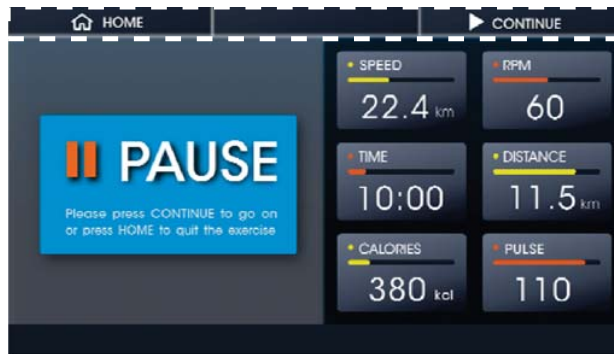 HOME
CONTINUE
PAUSE
Please press CONTINUE to go on
or press HOME to quit the exercise
SPEED
22.4 km
RPM
60
TIME
10:00
DISTANCE
11.5 km
CALORIES
380 kcl
PULSE
110